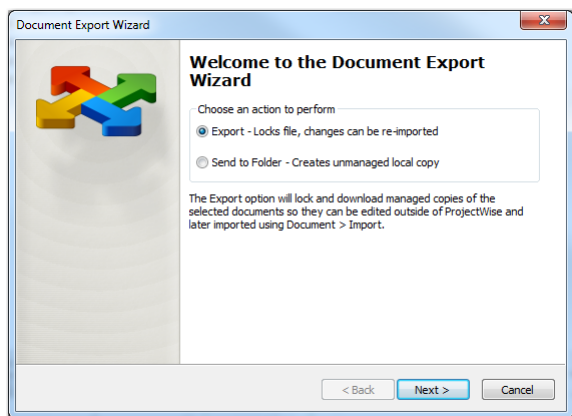 Document Export Wizard
Welcome to the Document Export
Wizard
Choose an action to perform
Export - Locks file, changes can be re-imported
Send to Folder - Creates unmanaged local copy
The Export option will lock and download managed copies of the
selected documents so they can be edited outside of ProjectWise and
later imported using Document > Import.
< Back Next > Cancel